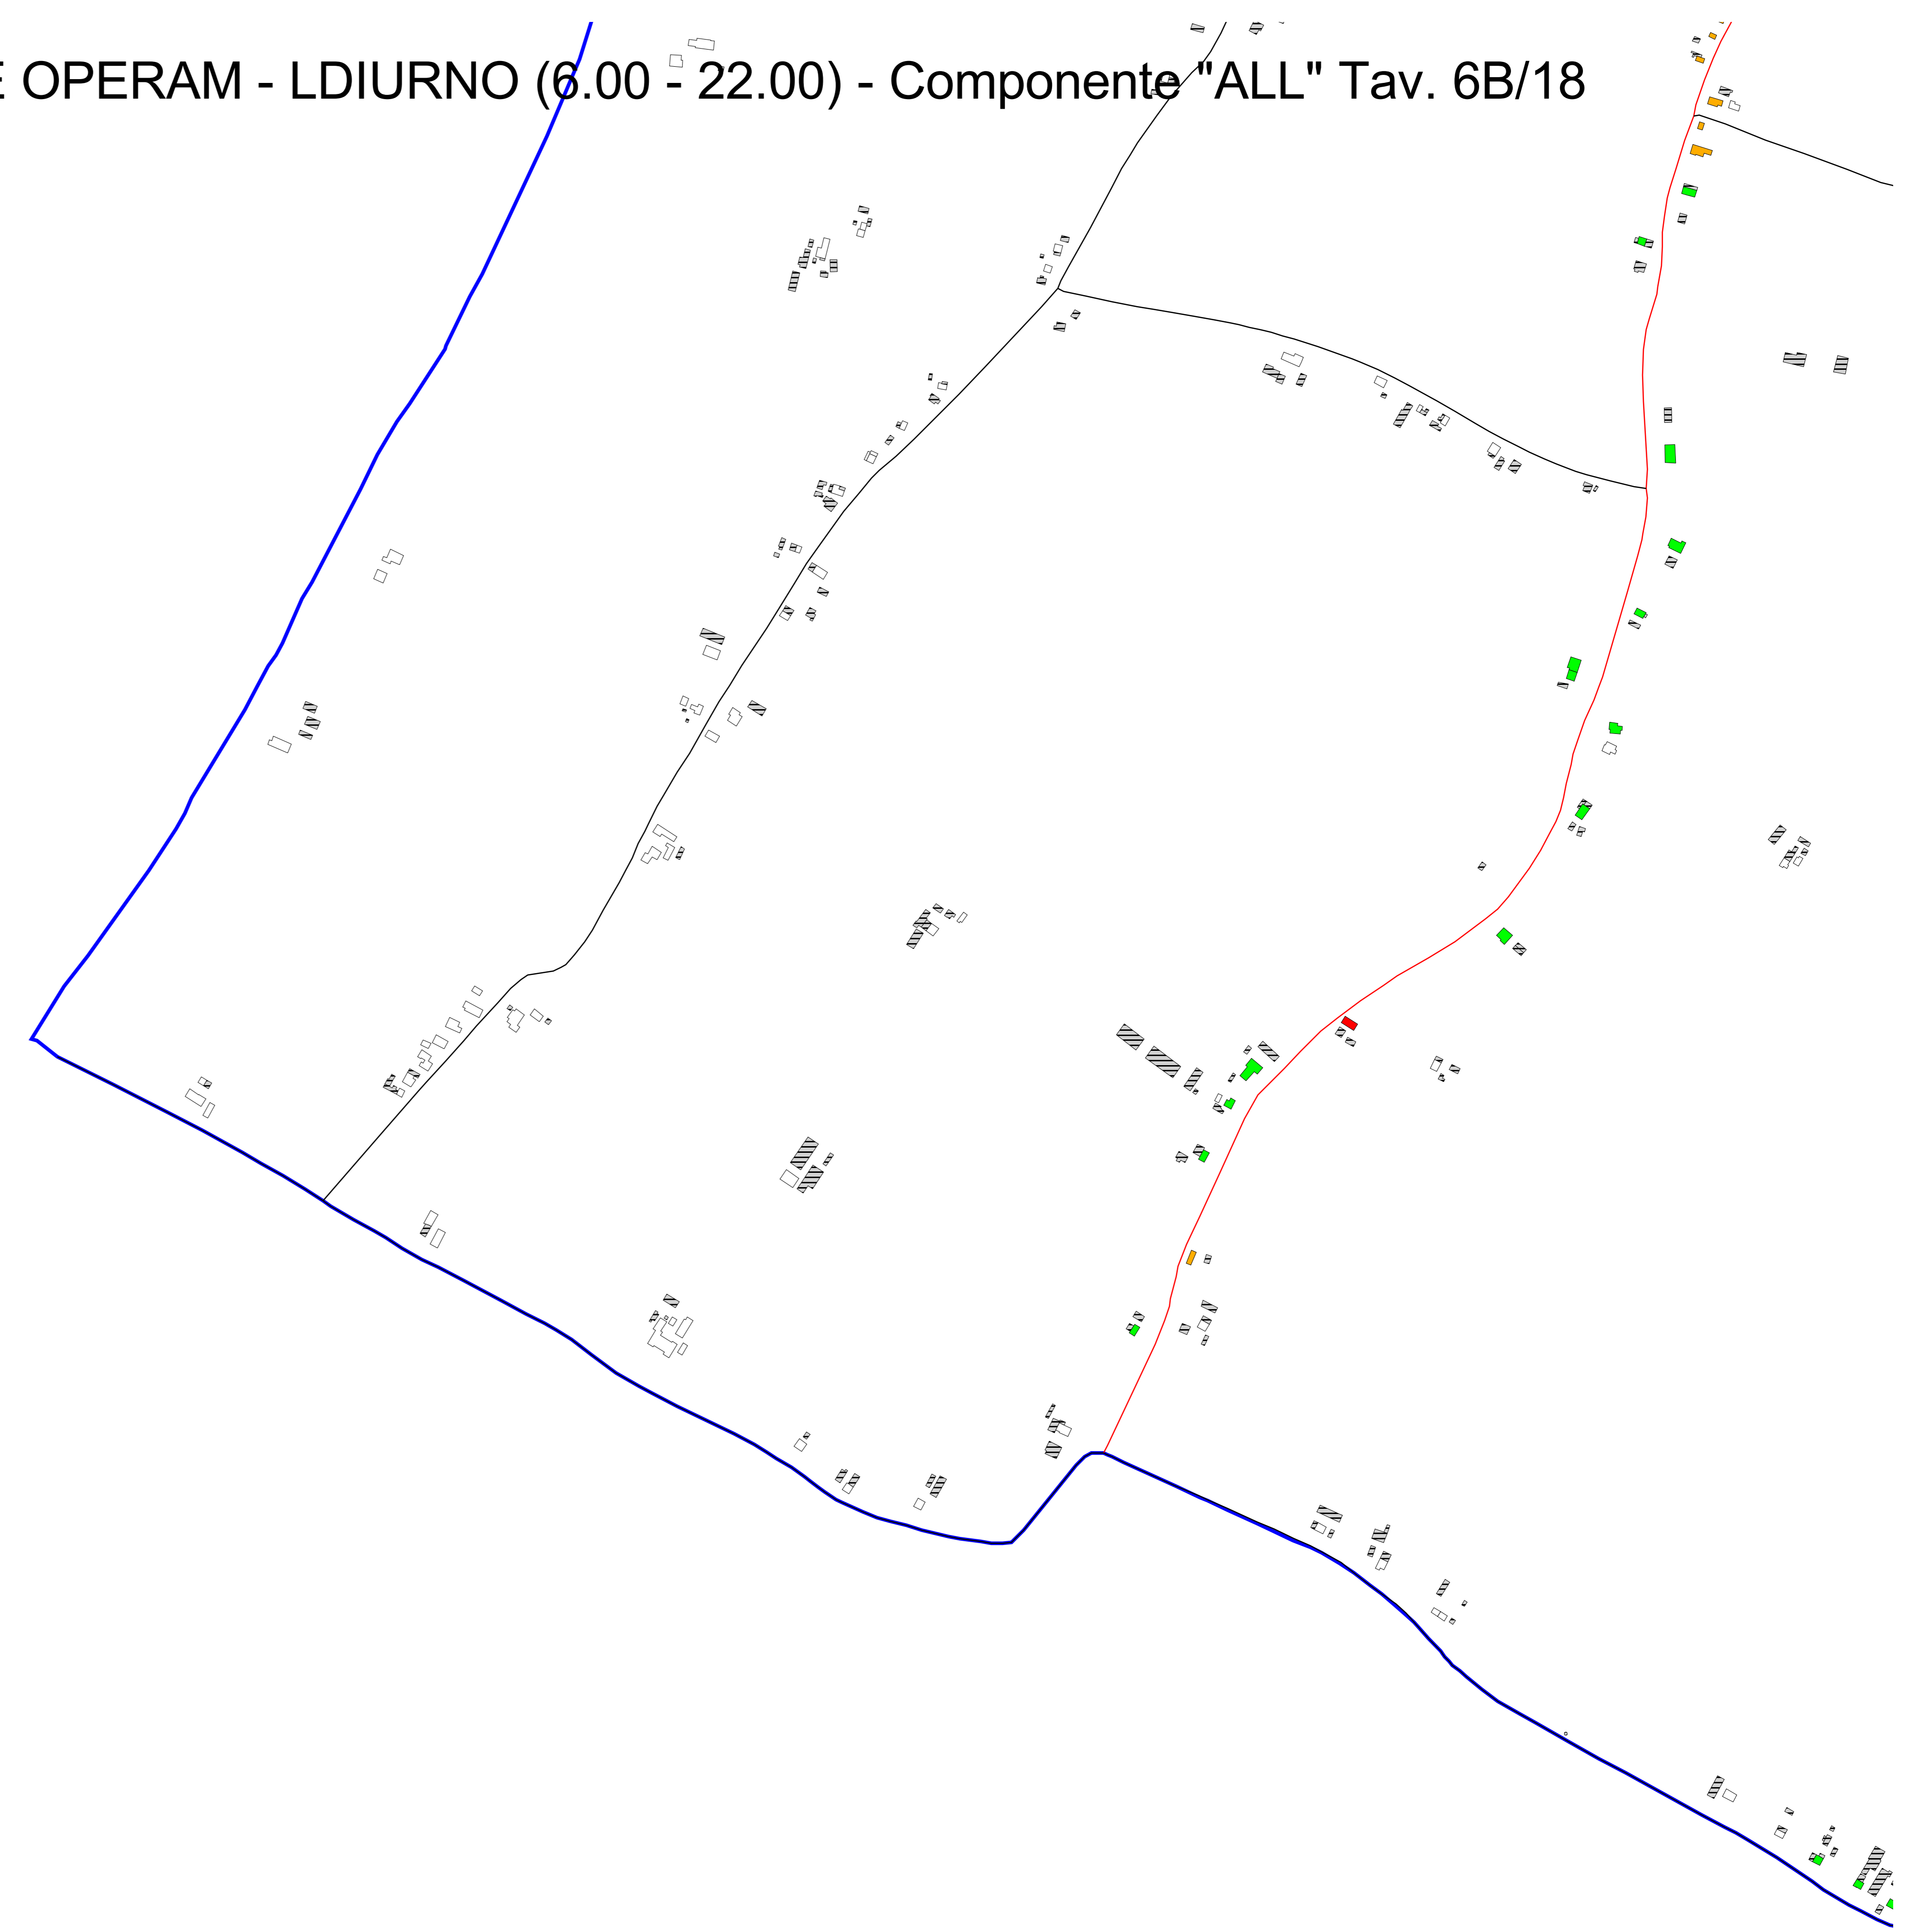 OPERAM - LDIURNO (6.00 - 22.00) - Componente "ALL" Tav. 6B/18